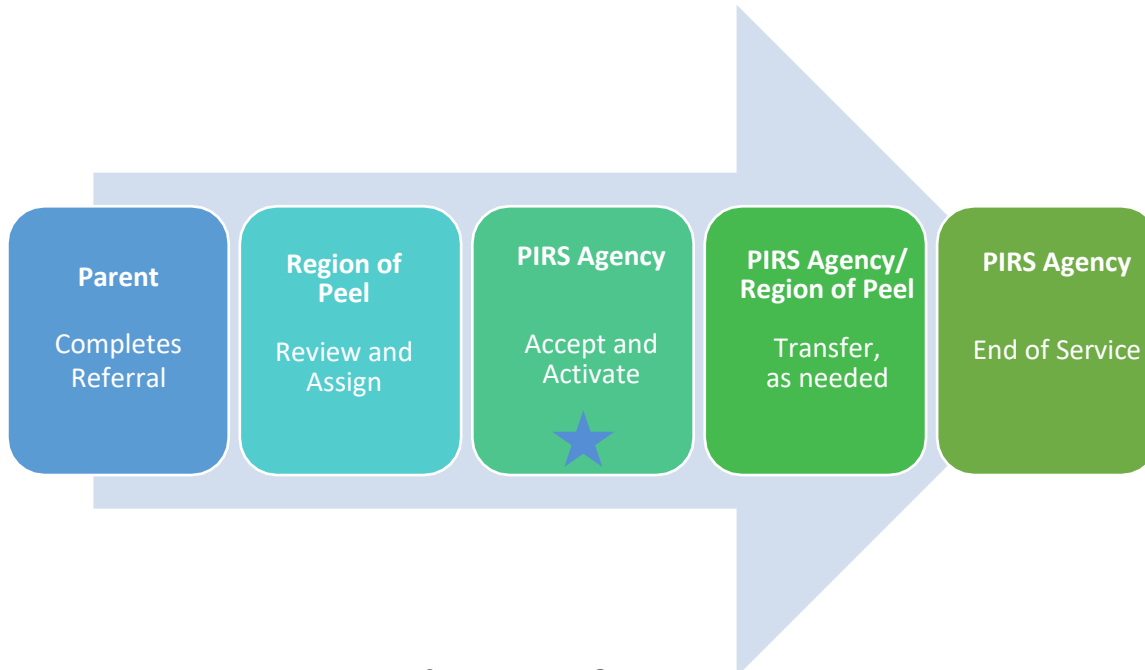 Parent
Completes
Referral
Region of
Peel
Review and
Assign
PIRS Agency
Accept and
Activate
PIRS Agency/
Region of Peel
Transfer,
as needed
PIRS Agency
End of Service